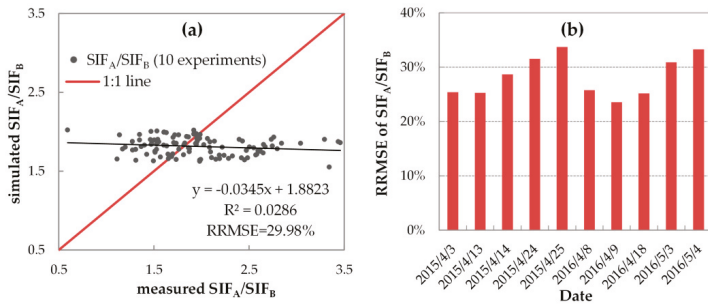 (a)
SIFA/SIFB (10 experiments)
1:1 line
simulated SIFA/SIFB
3.5
2.5
1.5
0.5
y = -0.0345x + 1.8823
R² = 0.0286
RRMSE=29.98%
0.5 1.5 2.5 3.5
measured SIFA/SIFB
(b)
RRMSE of SIFA/SIFB
40%
30%
20%
10%
0%
2015/4/3 2015/4/13 2015/4/14 2015/4/24 2015/4/25 2016/4/8 2016/4/9 2016/4/18 2016/5/3 2016/5/4
Date